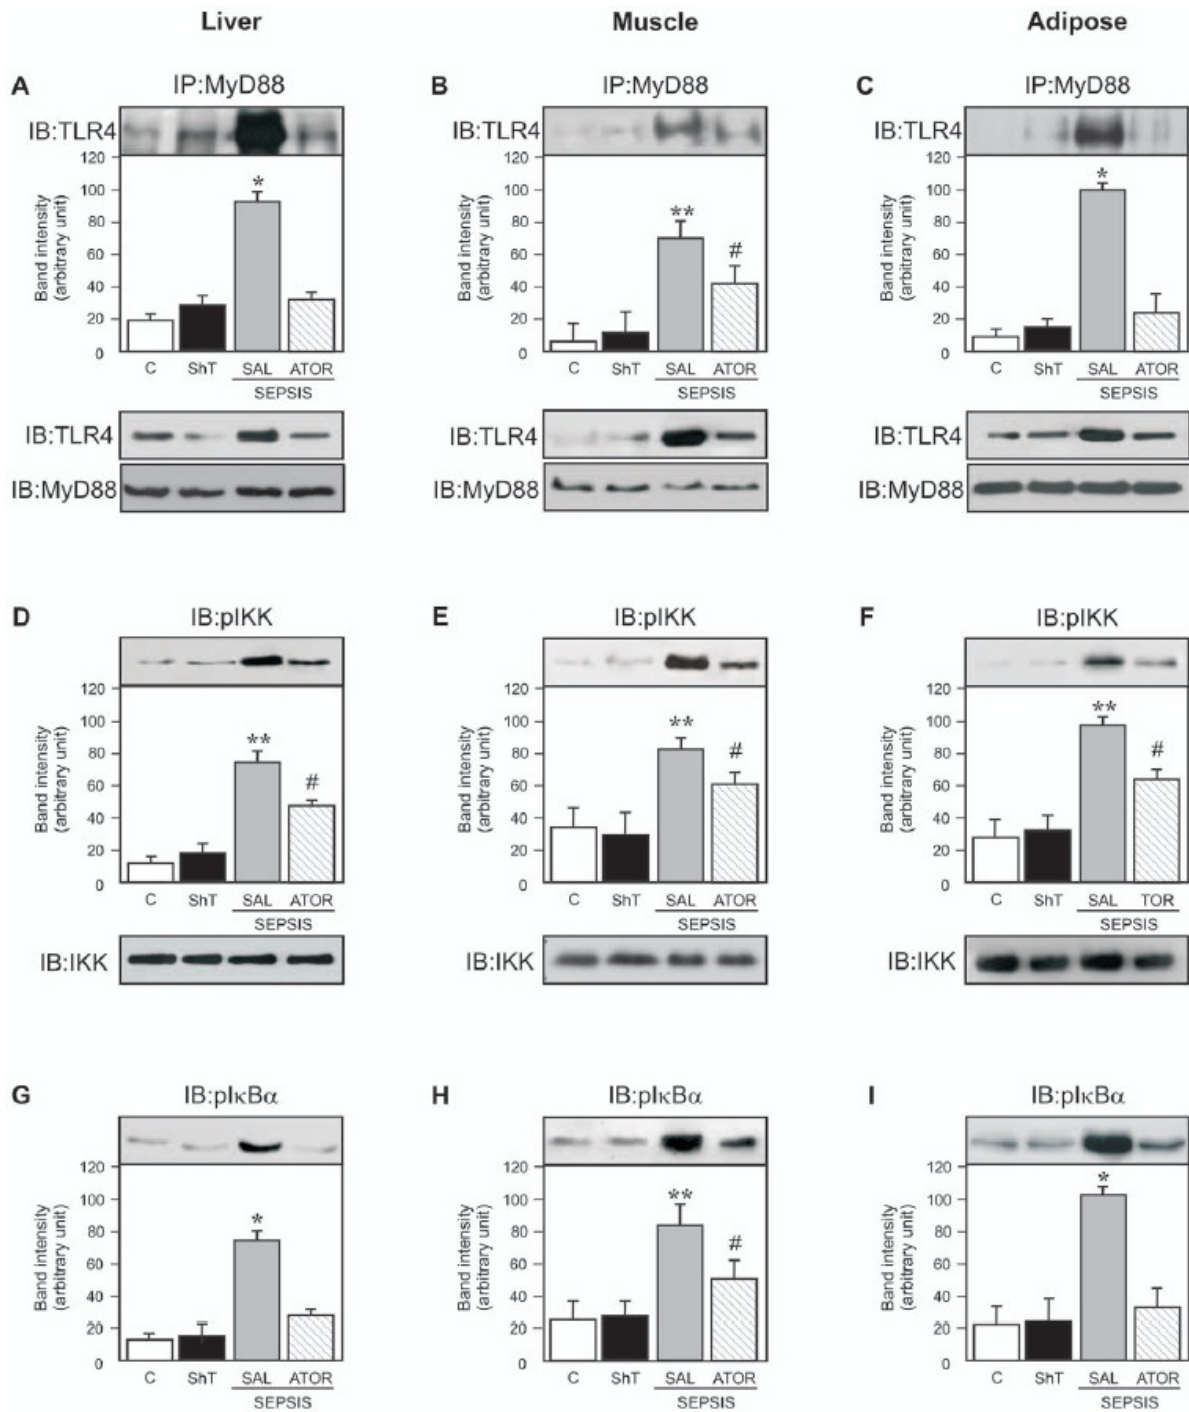 Liver Muscle Adipose
A IP:MyD88 B IP:MyD88 C IP:MyD88
IB:TLR4 IB:TLR4 IB:TLR4
120 120 120
100 * 100 100 *
80 80 ** 80
60 60 # 60
40 40 40
20 20 20
0 0 0
Band intensity (arbitrary unit) Band intensity (arbitrary unit) Band intensity (arbitrary unit)
C ShT SAL ATOR C ShT SAL ATOR C ShT SAL ATOR
SEPSIS SEPSIS SEPSIS
IB:TLR4 IB:TLR4 IB:TLR4
IB:MyD88 IB:MyD88 IB:MyD88
D IB:pIKK E IB:pIKK F IB:pIKK
120 120 120
100 100 100 **
80 ** 80 ** 80
60 # 60 # 60 #
40 40 40
20 20 20
0 0 0
Band intensity (arbitrary unit) Band intensity (arbitrary unit) Band intensity (arbitrary unit)
C ShT SAL ATOR C ShT SAL ATOR C ShT SAL TOR
SEPSIS SEPSIS SEPSIS
IB:IKK IB:IKK IB:IKK
G IB:pIκBα H IB:pIκBα I IB:pIκBα
120 120 120
100 100 ** 100 *
80 * 80 80
60 60 # 60
40 40 40
20 20 20
0 0 0
Band intensity (arbitrary unit) Band intensity (arbitrary unit) Band intensity (arbitrary unit)
C ShT SAL ATOR C ShT SAL ATOR C ShT SAL ATOR
SEPSIS SEPSIS SEPSIS